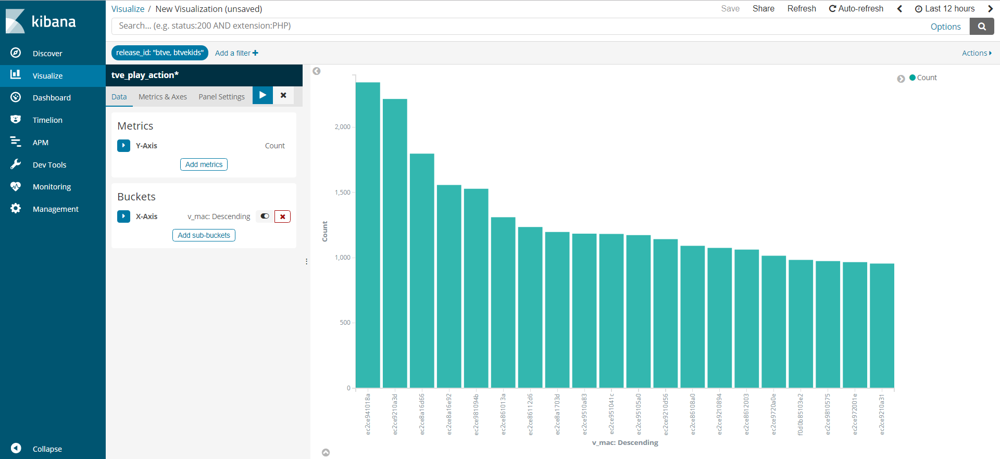 kibana
Discover
Visualize
Dashboard
Timelion
APM
Dev Tools
Monitoring
Management
Collapse
Visualize / New Visualization (unsaved)
Save Share Refresh Auto-refresh Last 12 hours
Search... (e.g. status:200 AND extension:PHP)
Options
release_id: "btve, btvekids" Add a filter
Actions
tve_play_action*
Data Metrics & Axes Panel Settings
Metrics
Y-Axis Count
Add metrics
Buckets
X-Axis v_mac: Descending
Add sub-buckets
Count
2,000
1,500
1,000
500
0
Count
ec2ce941018a
ec2ce9210a3d
ec2ce8a16d66
ec2ce8a16e92
ec2ce981094b
ec2ce861013a
ec2ce86112d6
ec2ce8a1703d
ec2ce9510a83
ec2ce951041c
ec2ce95105a0
ec2ce9210d56
ec2ce86108a0
ec2ce9210894
ec2ce8612003
ec2ce9720a0e
f0d0b85103e2
ec2ce9810575
ec2ce972001e
ec2ce9210a31
v_mac: Descending